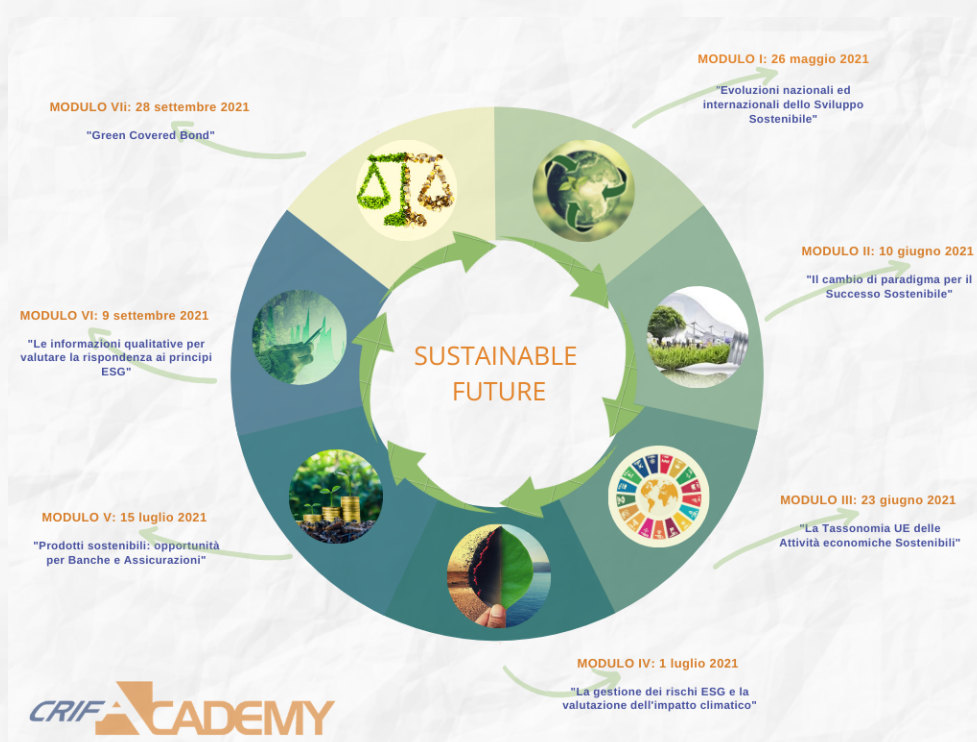 MODULO I: 26 maggio 2021
"Evoluzioni nazionali ed
internazionali dello Sviluppo
Sostenibile"
MODULO II: 10 giugno 2021
"Il cambio di paradigma per il
Successo Sostenibile"
MODULO III: 23 giugno 2021
"La Tassonomia UE delle
Attività economiche Sostenibili"
MODULO IV: 1 luglio 2021
"La gestione dei rischi ESG e la
valutazione dell'impatto climatico"
MODULO V: 15 luglio 2021
"Prodotti sostenibili: opportunità
per Banche e Assicurazioni"
MODULO VI: 9 settembre 2021
"Le informazioni qualitative per
valutare la rispondenza ai principi
ESG"
MODULO VIi: 28 settembre 2021
"Green Covered Bond"
SUSTAINABLE
FUTURE
CRIF ACADEMY